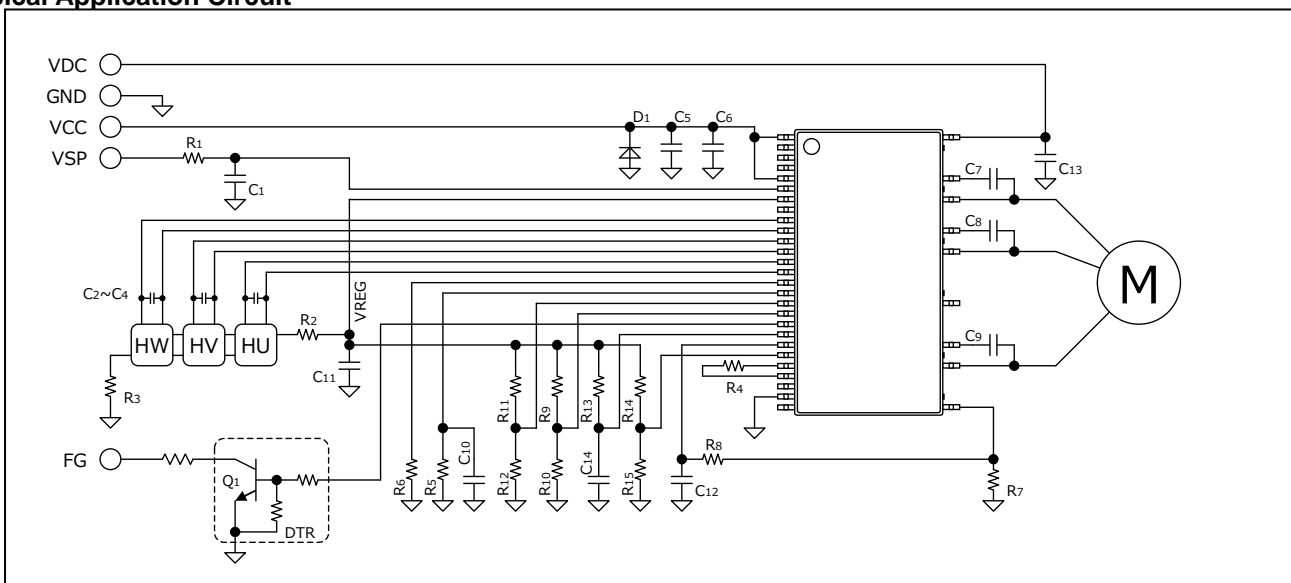 ical Application Circuit
VDC
GND
VCC
VSP
R1
C1
D1
C5
C6
C13
C7
C8
C9
M
C2~C4
HW
HV
HU
R2
VREG
C11
R3
R4
R11
R9
R13
R14
R6
R5
C10
R12
R10
C14
R15
R8
C12
R7
FG
Q1
DTR